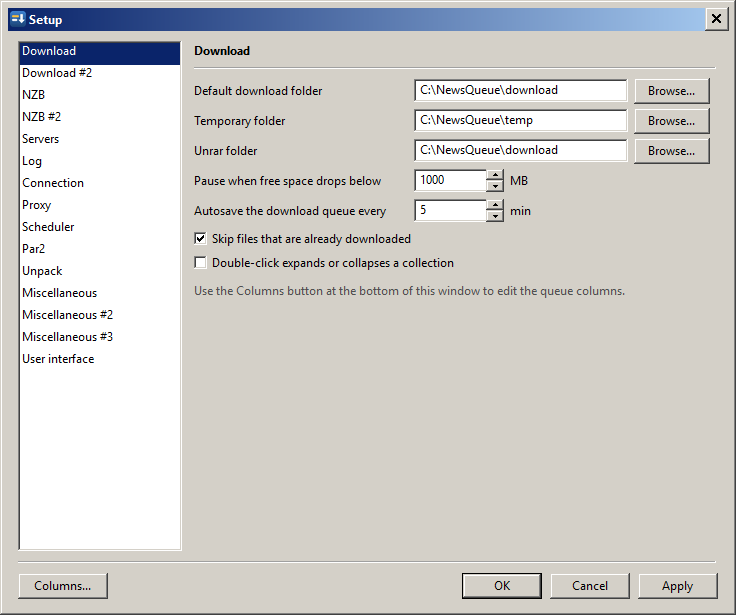 Setup
Download
Download #2
NZB
NZB #2
Servers
Log
Connection
Proxy
Scheduler
Par2
Unpack
Miscellaneous
Miscellaneous #2
Miscellaneous #3
User interface
Download
Default download folder C:\NewsQueue\download Browse...
Temporary folder C:\NewsQueue\temp Browse...
Unrar folder C:\NewsQueue\download Browse...
Pause when free space drops below 1000 MB
Autosave the download queue every 5 min
Skip files that are already downloaded
Double-click expands or collapses a collection
Use the Columns button at the bottom of this window to edit the queue columns.
Columns... OK Cancel Apply